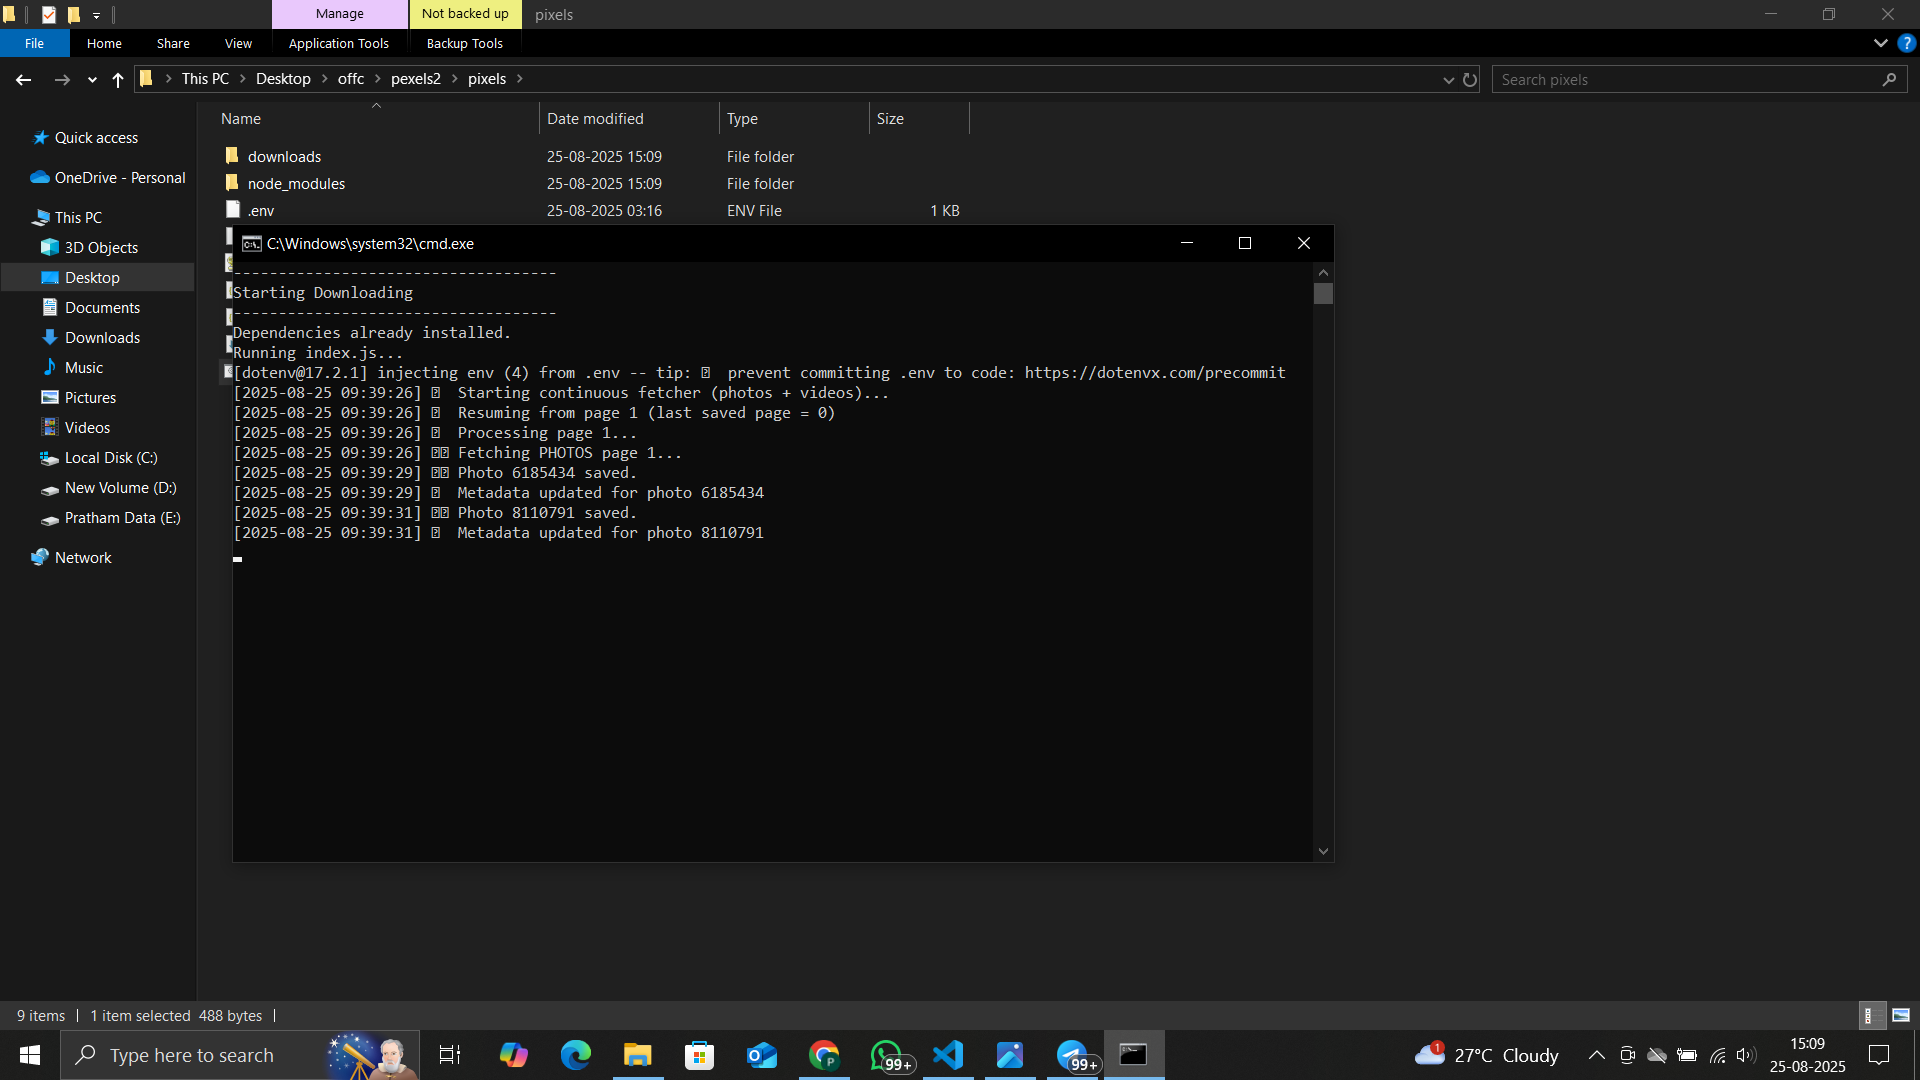 Manage
Not backed up
pixels
File
Home
Share
View
Application Tools
Backup Tools
This PC
Desktop
offc
pexels2
pixels
Search pixels
Name
Date modified
Type
Size
Quick access
OneDrive - Personal
This PC
3D Objects
Desktop
Documents
Downloads
Music
Pictures
Videos
Local Disk (C:)
New Volume (D:)
Pratham Data (E:)
Network
downloads 25-08-2025 15:09 File folder
node_modules 25-08-2025 15:09 File folder
.env 25-08-2025 03:16 ENV File 1 KB
C:\Windows\system32\cmd.exe
------------------------------------
Starting Downloading
------------------------------------
Dependencies already installed.
Running index.js...
[dotenv@17.2.1] injecting env (4) from .env -- tip: prevent committing .env to code: https://dotenvx.com/precommit
[2025-08-25 09:39:26] Starting continuous fetcher (photos + videos)...
[2025-08-25 09:39:26] Resuming from page 1 (last saved page = 0)
[2025-08-25 09:39:26] Processing page 1...
[2025-08-25 09:39:26] Fetching PHOTOS page 1...
[2025-08-25 09:39:29] Photo 6185434 saved.
[2025-08-25 09:39:29] Metadata updated for photo 6185434
[2025-08-25 09:39:31] Photo 8110791 saved.
[2025-08-25 09:39:31] Metadata updated for photo 8110791
9 items
1 item selected 488 bytes
Type here to search
99+
99+
1
27°C Cloudy
15:09
25-08-2025